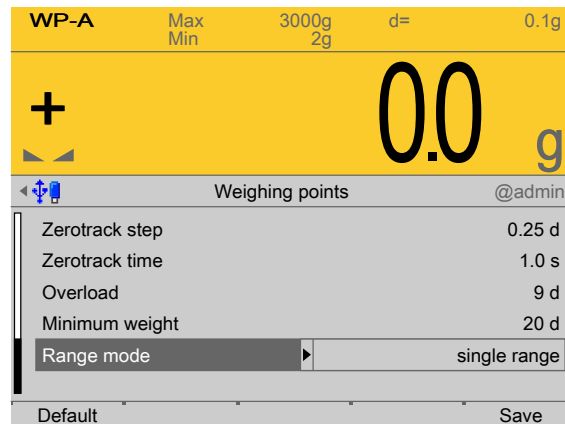 WP-A Max 3000g d= 0.1g
Min 2g
+ 0.0 g
Weighing points @admin
Zerotrack step 0.25 d
Zerotrack time 1.0 s
Overload 9 d
Minimum weight 20 d
Range mode single range
Default Save